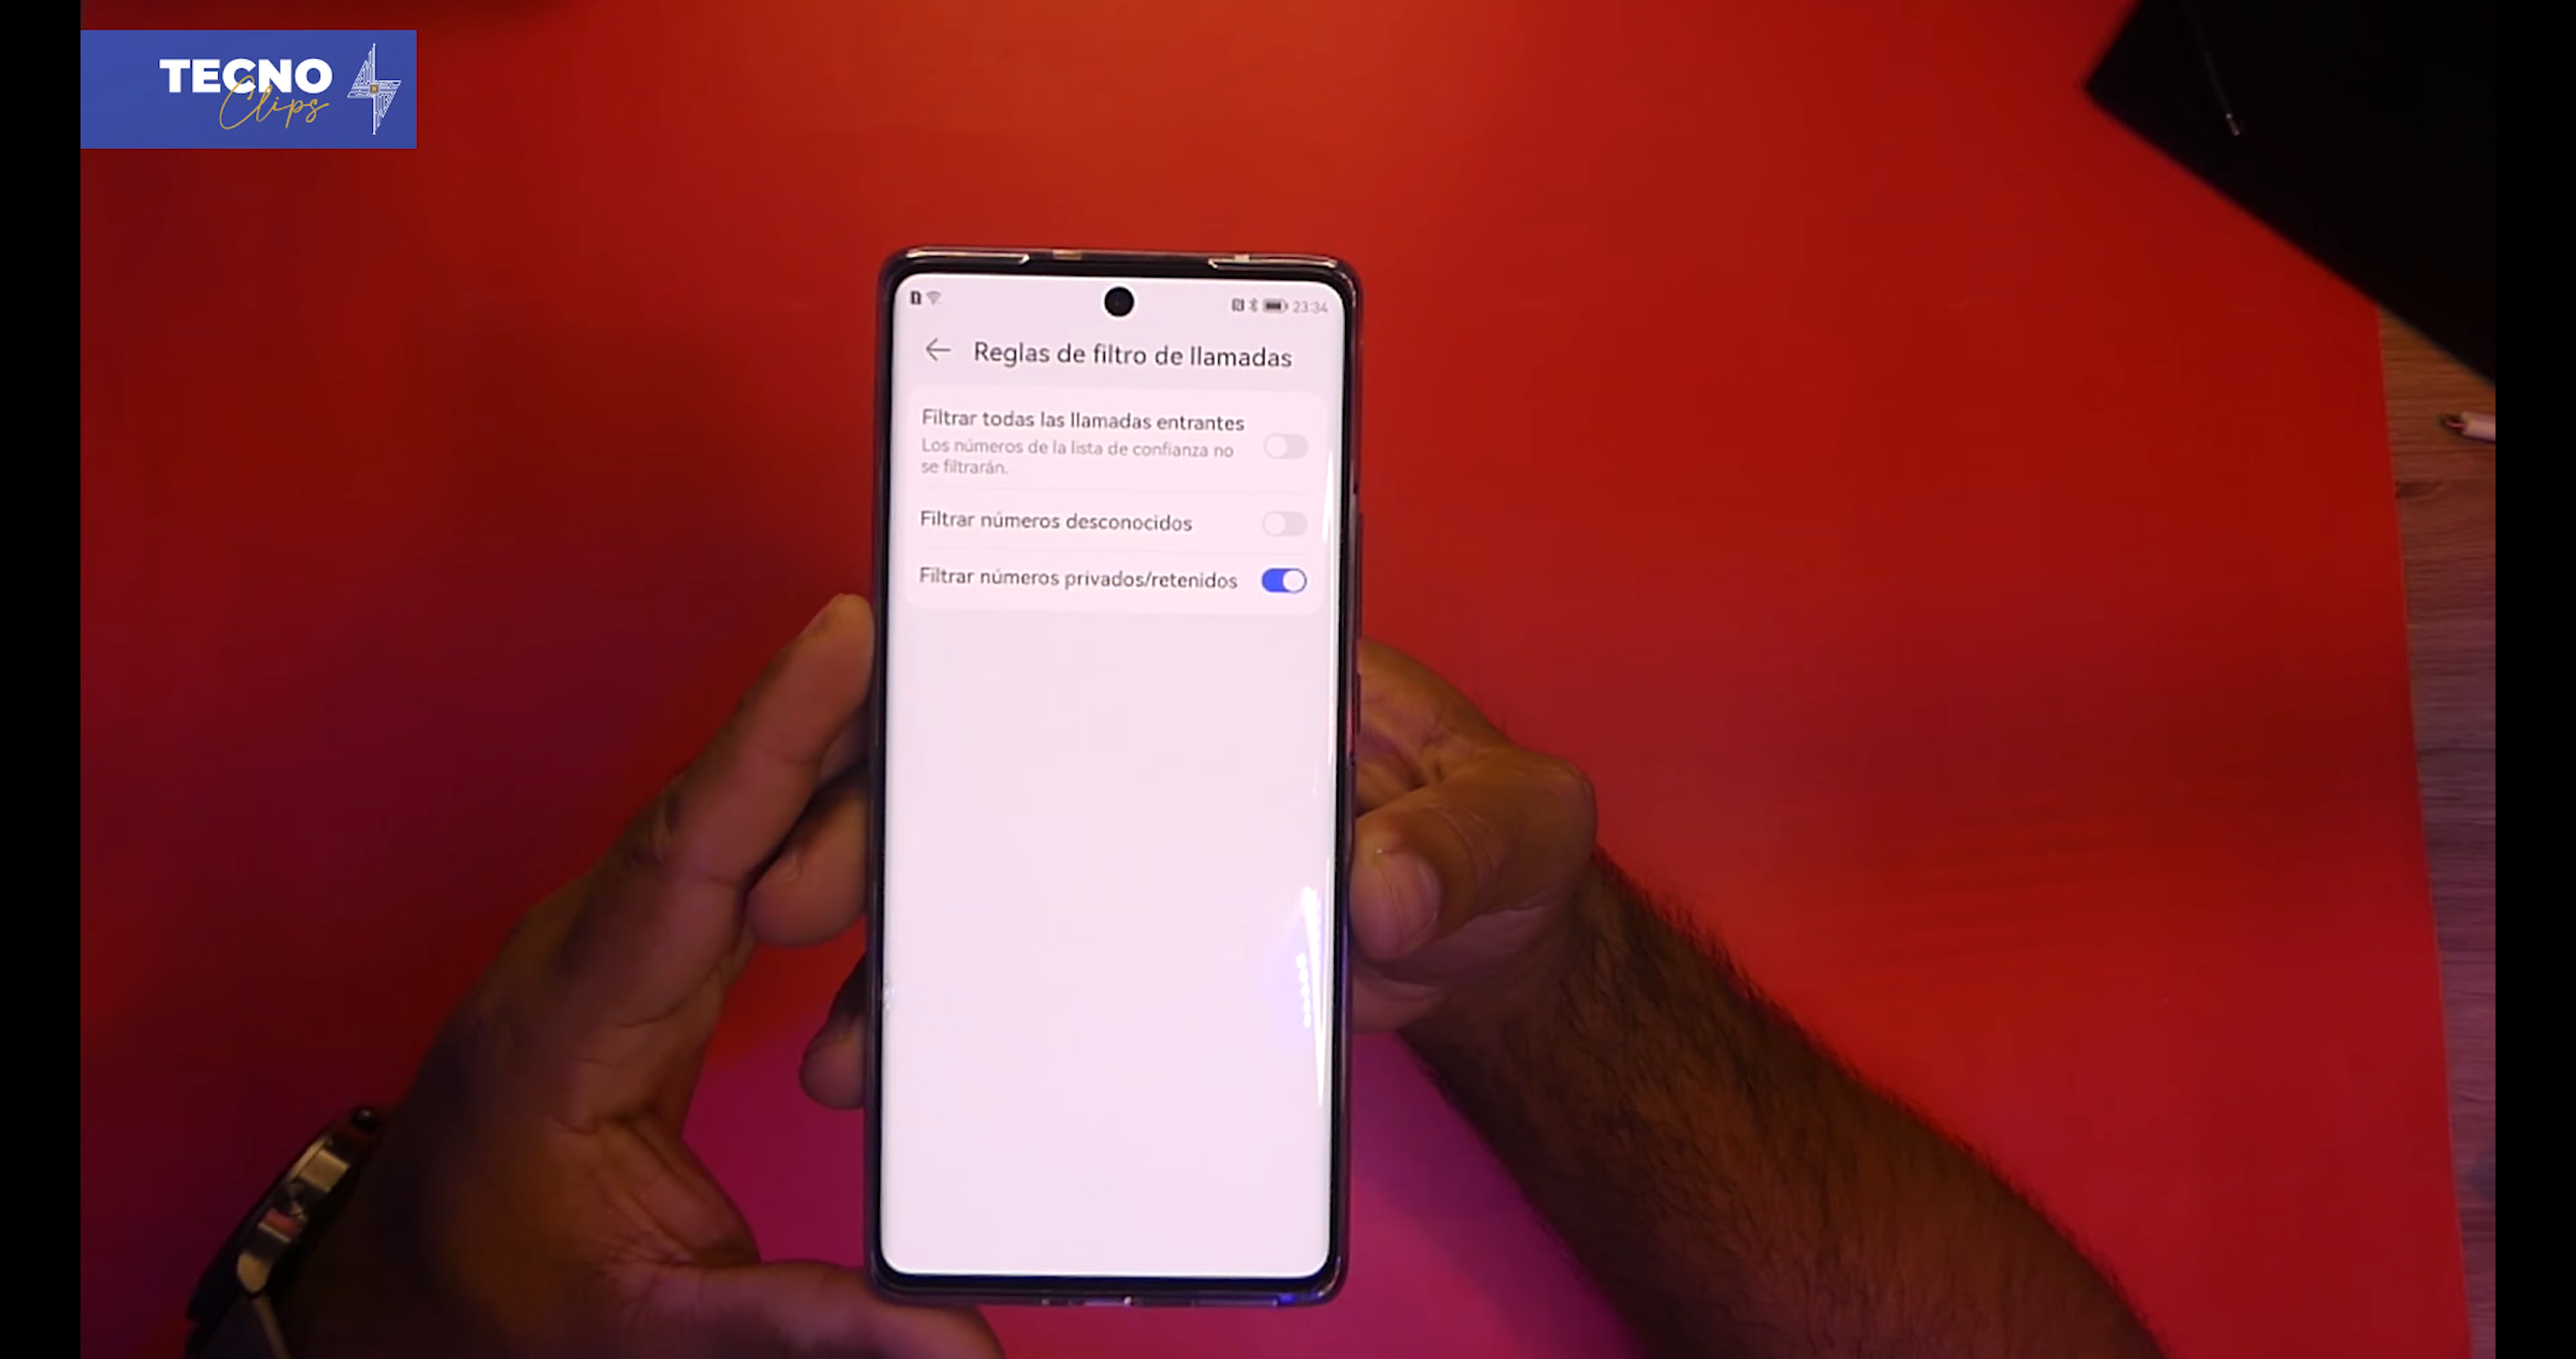 TECNO
Clips
23:34
Reglas de filtro de llamadas
Filtrar todas las llamadas entrantes
Los números de la lista de confianza no
se filtrarán.
Filtrar números desconocidos
Filtrar números privados/retenidos